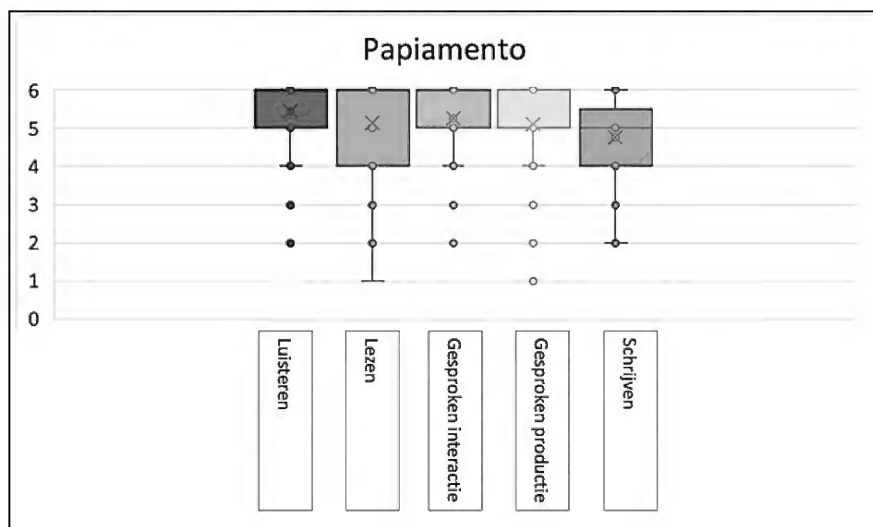 Papiamento
6
5
4
3
2
1
0
Luisteren
Lezen
Gesproken interactie
Gesproken productie
Schrijven